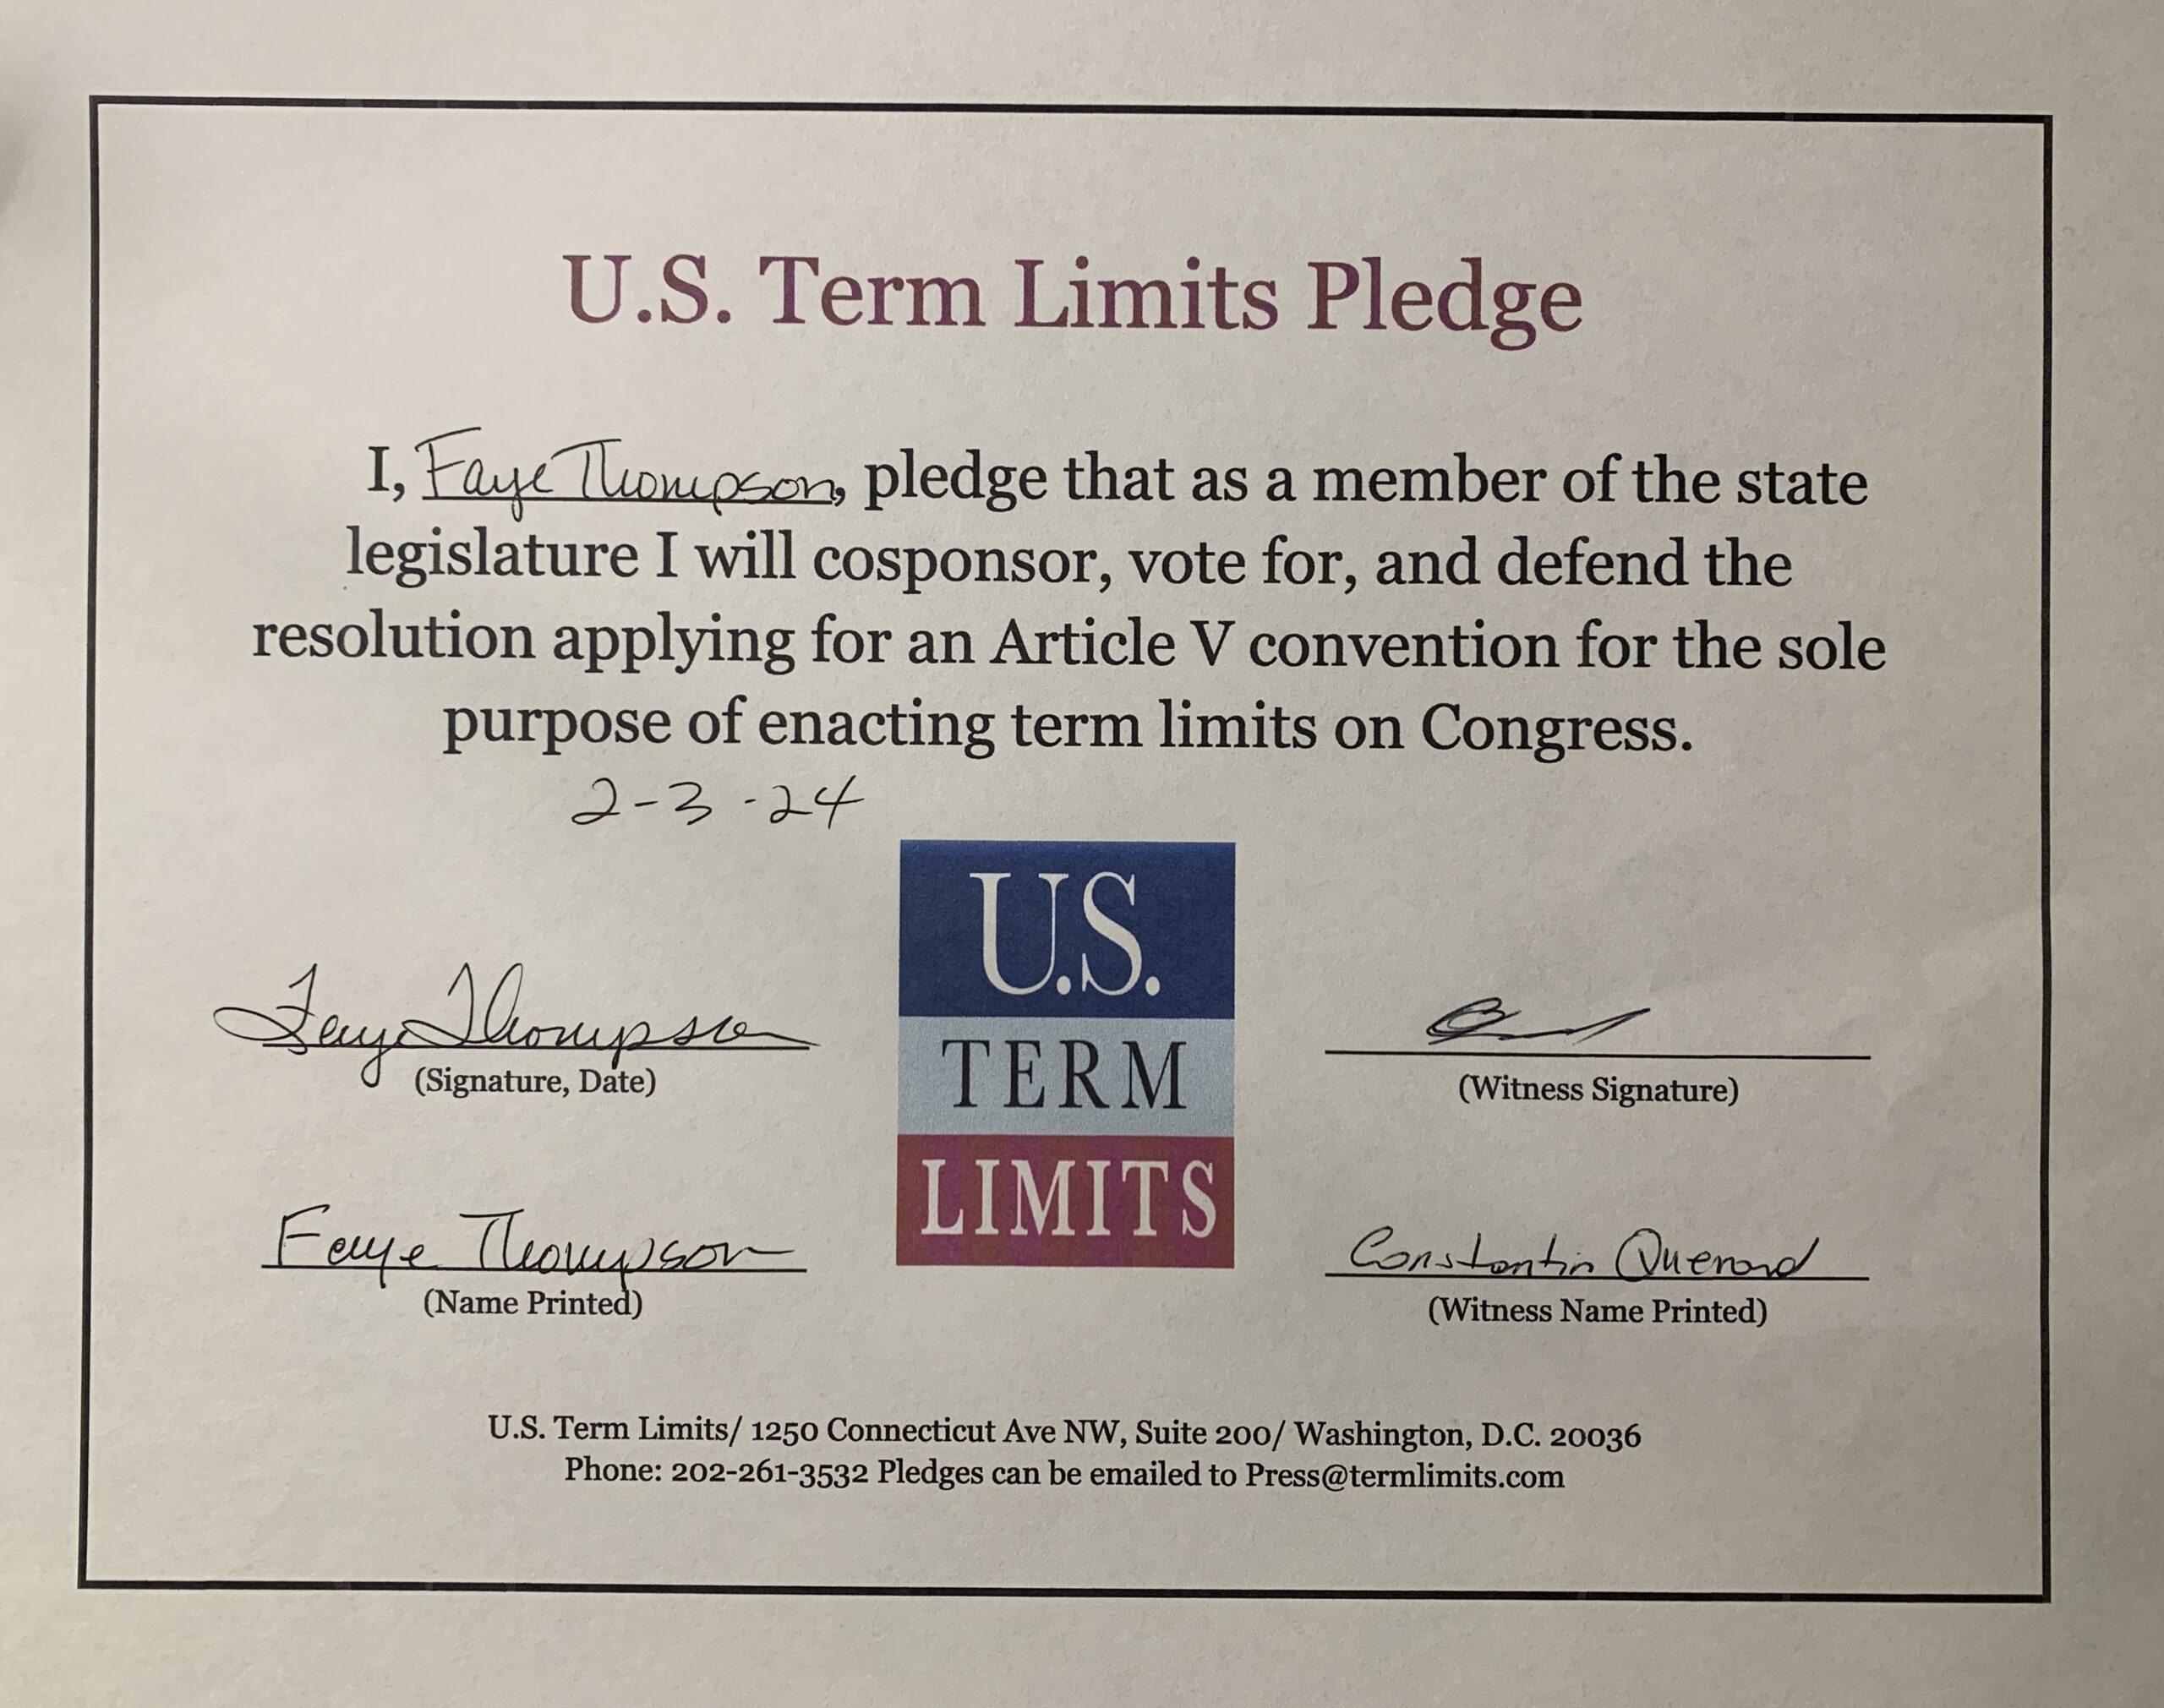 U.S. Term Limits Pledge
I, Faye Thompson, pledge that as a member of the state
legislature I will cosponsor, vote for, and defend the
resolution applying for an Article V convention for the sole
purpose of enacting term limits on Congress.
2-3-24
U.S.
TERM
LIMITS
Faye Thompson
(Signature, Date)
(Witness Signature)
Faye Thompson
(Name Printed)
Constantin Querard
(Witness Name Printed)
U.S. Term Limits/ 1250 Connecticut Ave NW, Suite 200/ Washington, D.C. 20036
Phone: 202-261-3532 Pledges can be emailed to Press@termlimits.com